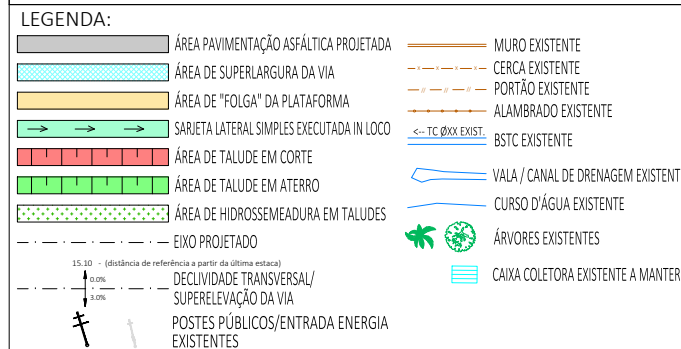 LEGENDA:
ÁREA PAVIMENTAÇÃO ASFÁLTICA PROJETADA
ÁREA DE SUPERLARGURA DA VIA
ÁREA DE "FOLGA" DA PLATAFORMA
SARJETA LATERAL SIMPLES EXECUTADA IN LOCO
ÁREA DE TALUDE EM CORTE
ÁREA DE TALUDE EM ATERRO
ÁREA DE HIDROSSEMEADURA EM TALUDES
EIXO PROJETADO
15.10 - (distância de referência a partir da última estaca)
0.0%
3.0%
DECLIVIDADE TRANSVERSAL/
SUPERELEVAÇÃO DA VIA
POSTES PÚBLICOS/ENTRADA ENERGIA
EXISTENTES
MURO EXISTENTE
CERCA EXISTENTE
PORTÃO EXISTENTE
ALAMBRADO EXISTENTE
<-- TC ØXX EXIST.
BSTC EXISTENTE
VALA / CANAL DE DRENAGEM EXISTENT
CURSO D'ÁGUA EXISTENTE
ÁRVORES EXISTENTES
CAIXA COLETORA EXISTENTE A MANTER